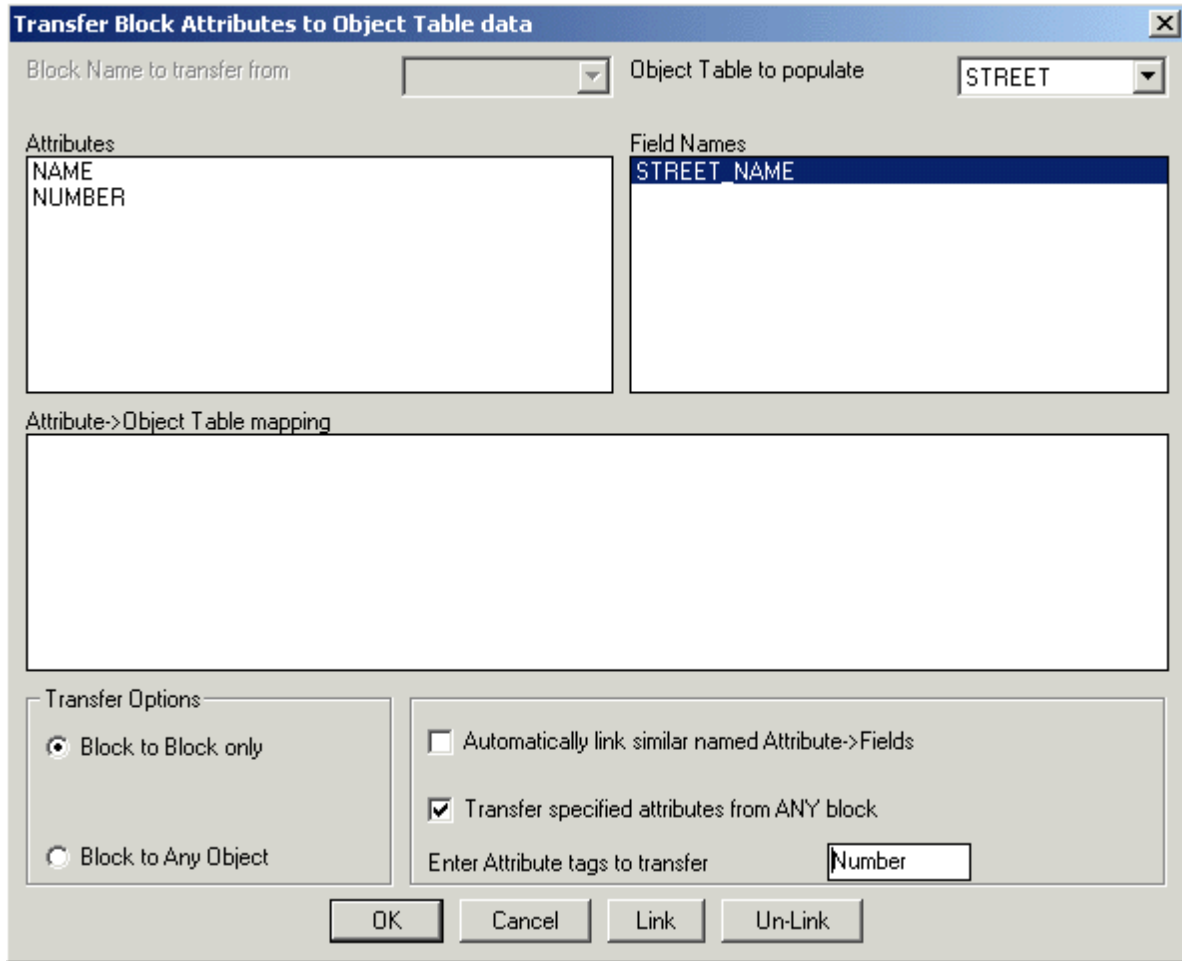 Transfer Block Attributes to Object Table data
Block Name to transfer from
Object Table to populate
STREET
Attributes
Field Names
NAME
STREET_NAME
NUMBER
Attribute->Object Table mapping
Transfer Options
Block to Block only
Automatically link similar named Attribute->Fields
Transfer specified attributes from ANY block
Block to Any Object
Enter Attribute tags to transfer
Number
OK
Cancel
Link
Un-Link